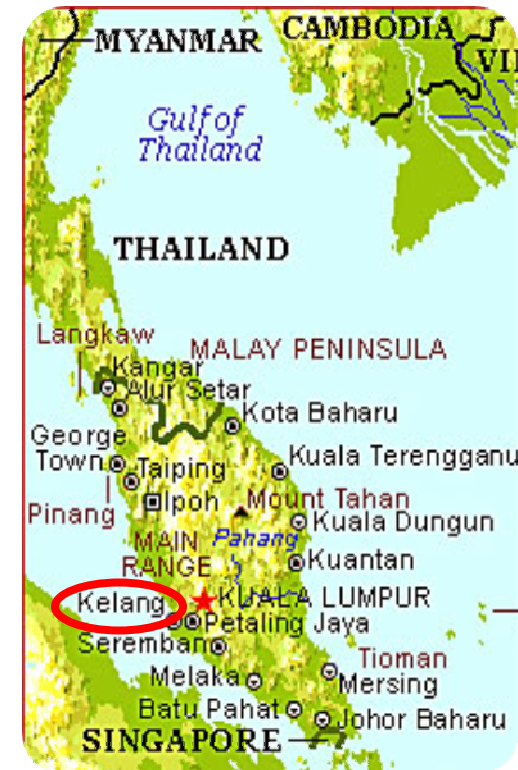 MYANMAR
CAMBODIA
VI
Gulf of
Thailand
THAILAND
Langkaw
MALAY PENINSULA
Kangar
Alur Setar
Kota Baharu
George
Town
Kuala Terengganu
Taiping
Ipoh
Mount Tahan
Pinang
Kuala Dungun
MAIN
RANGE
Pahang
Kuantan
Kelang
KUALA LUMPUR
Petaling Jaya
Seremban
Tioman
Melaka
Mersing
Batu Pahat
Johor Baharu
SINGAPORE